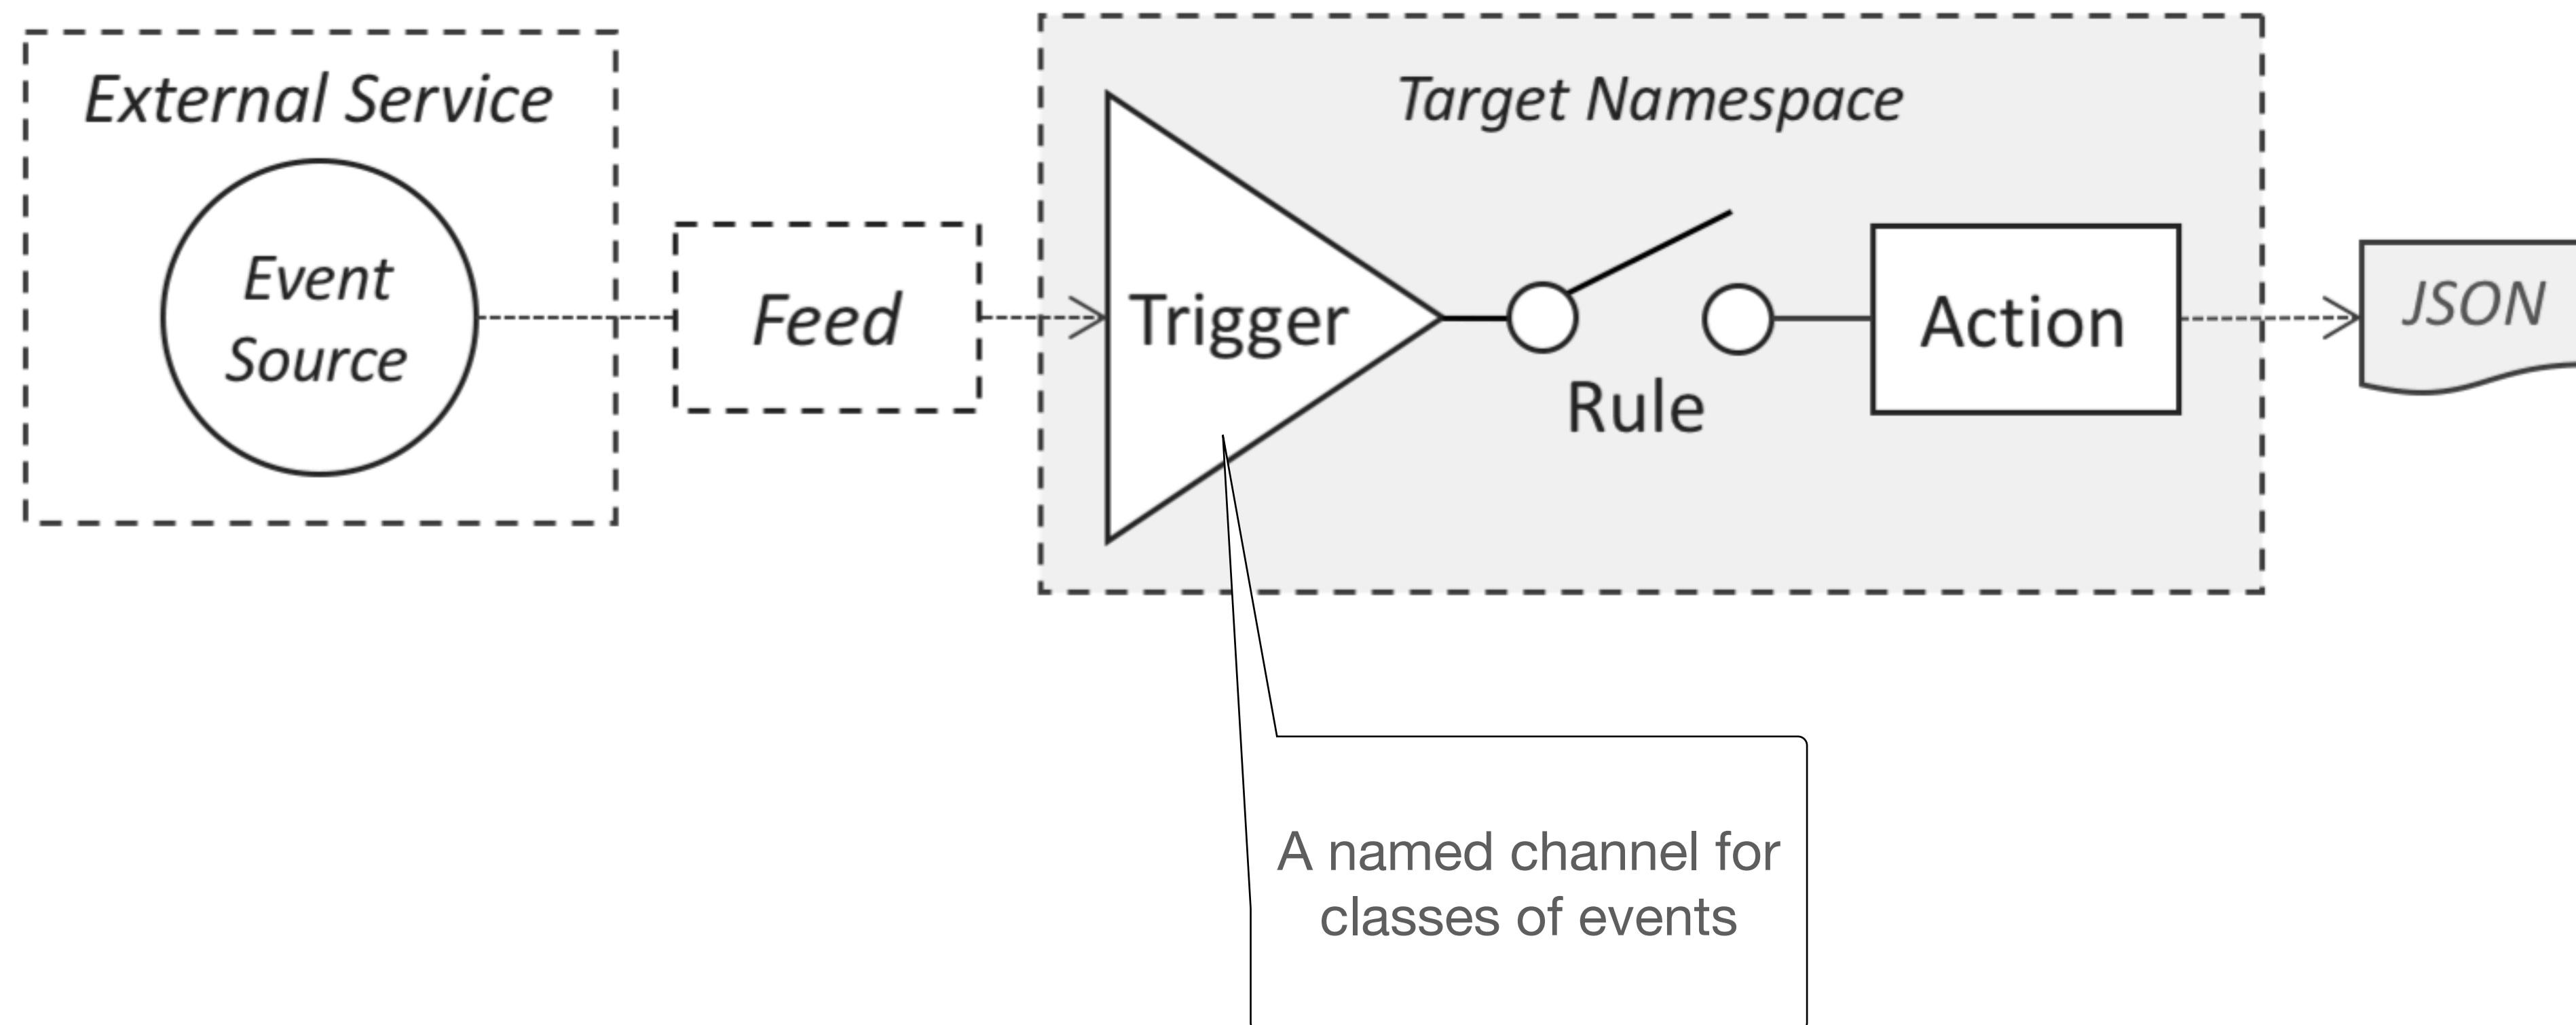 External Service
Event
Source
Feed
Target Namespace
Trigger
Rule
Action
JSON
A named channel for
classes of events